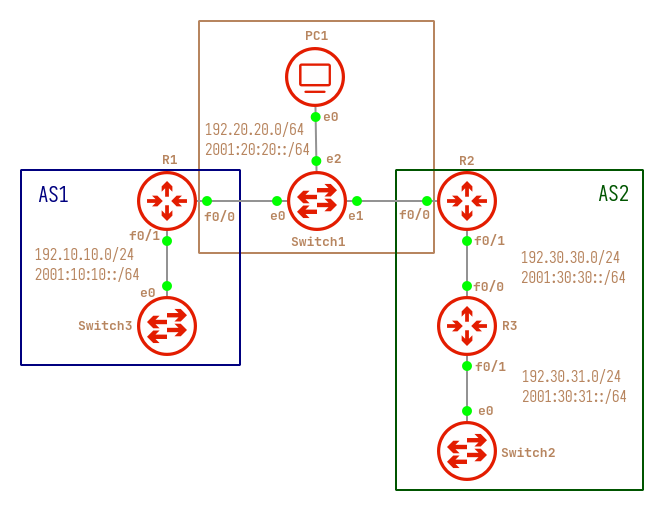 PC1
e0
192.20.20.0/64
2001:20:20::/64
e2
R1
R2
AS1
AS2
f0/0
e0
e1
f0/0
Switch1
f0/1
f0/1
192.10.10.0/24
2001:10:10::/64
192.30.30.0/24
2001:30:30::/64
e0
f0/0
Switch3
R3
f0/1
192.30.31.0/24
2001:30:31::/64
e0
Switch2